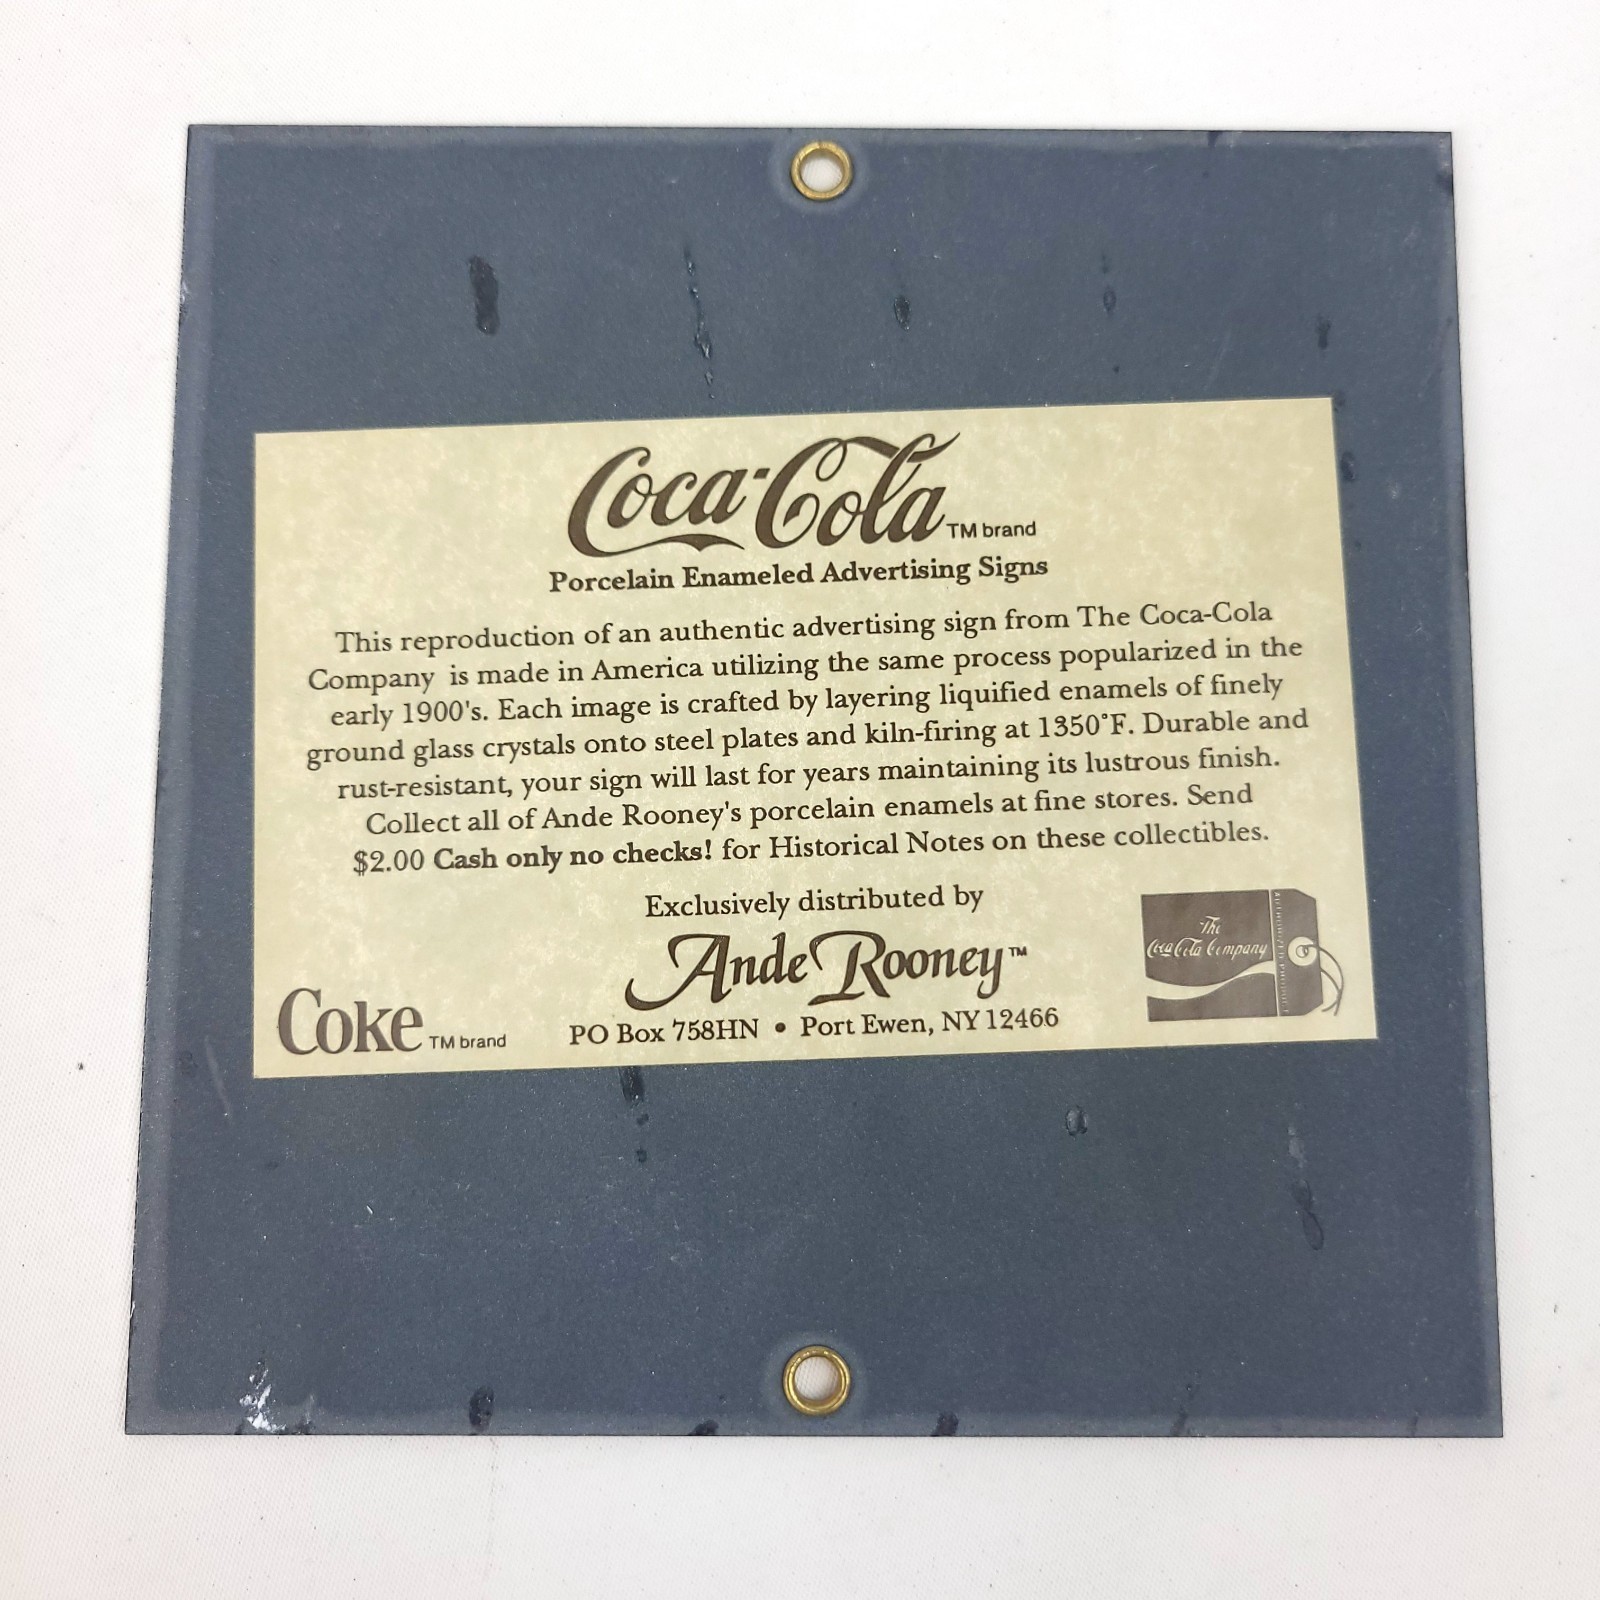 Coca-Cola TM brand
Porcelain Enameled Advertising Signs
This reproduction of an authentic advertising sign from The Coca-Cola
Company is made in America utilizing the same process popularized in the
early 1900's. Each image is crafted by layering liquified enamels of finely
ground glass crystals onto steel plates and kiln-firing at 1350°F. Durable and
rust-resistant, your sign will last for years maintaining its lustrous finish.
Collect all of Ande Rooney's porcelain enamels at fine stores. Send
$2.00 Cash only no checks! for Historical Notes on these collectibles.
Exclusively distributed by
Ande Rooney™
PO Box 758HN • Port Ewen, NY 12466
Coke TM brand
The
Coca-Cola Company